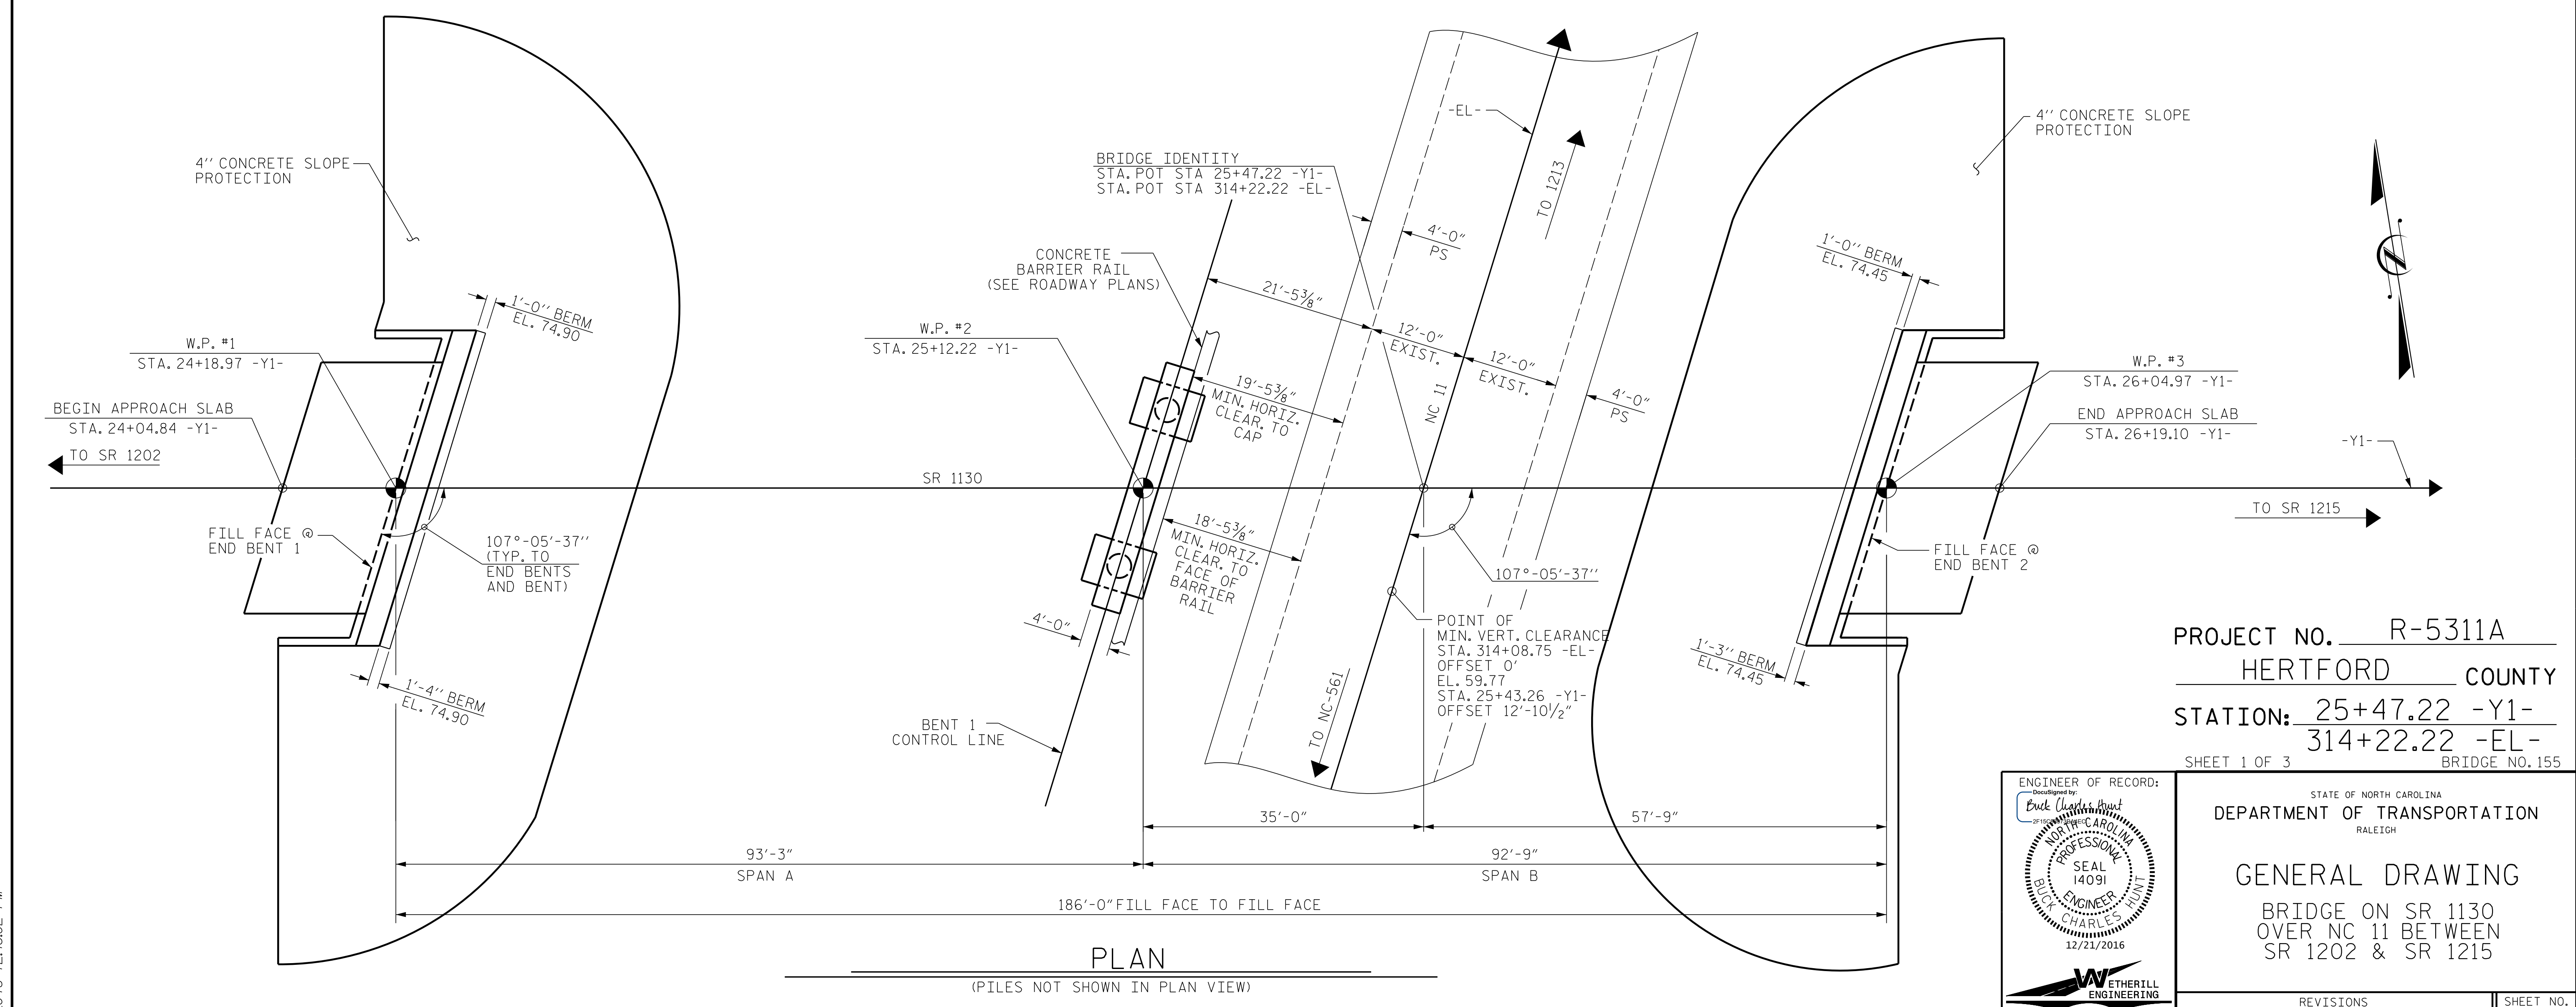 4'' CONCRETE SLOPE
PROTECTION
W.P. #1
STA. 24+18.97 -Y1-
BEGIN APPROACH SLAB
STA. 24+04.84 -Y1-
TO SR 1202
FILL FACE @
END BENT 1
1'-0" BERM
EL. 74.90
107°-05'-37''
(TYP. TO
END BENTS
AND BENT)
1'-4" BERM
EL. 74.90
SR 1130
BRIDGE IDENTITY
STA. POT STA 25+47.22 -Y1-
STA. POT STA 314+22.22 -EL-
CONCRETE
BARRIER RAIL
(SEE ROADWAY PLANS)
W.P. #2
STA. 25+12.22 -Y1-
-EL-
TO 1213
4'-0"
PS
21'-5⅜"
12'-0"
EXIST.
12'-0"
EXIST.
4'-0"
PS
NC 11
19'-5⅜"
MIN. HORIZ.
CLEAR. TO
CAP
18'-5⅜"
MIN. HORIZ.
CLEAR. TO
FACE OF
BARRIER
RAIL
4'-0"
107°-05'-37''
POINT OF
MIN. VERT. CLEARANCE
STA. 314+08.75 -EL-
OFFSET 0'
EL. 59.77
STA. 25+43.26 -Y1-
OFFSET 12'-10½"
TO NC-561
BENT 1
CONTROL LINE
4'' CONCRETE SLOPE
PROTECTION
1'-0" BERM
EL. 74.45
W.P. #3
STA. 26+04.97 -Y1-
END APPROACH SLAB
STA. 26+19.10 -Y1-
-Y1-
TO SR 1215
FILL FACE @
END BENT 2
1'-3" BERM
EL. 74.45
N
35'-0"
57'-9"
93'-3"
SPAN A
92'-9"
SPAN B
186'-0" FILL FACE TO FILL FACE
PLAN
(PILES NOT SHOWN IN PLAN VIEW)
PROJECT NO. R-5311A
HERTFORD COUNTY
STATION: 25+47.22 -Y1-
314+22.22 -EL-
SHEET 1 OF 3 BRIDGE NO. 155
ENGINEER OF RECORD:
DocuSigned by:
Buck Charles Hunt
NORTH CAROLINA
PROFESSIONAL
SEAL
14091
ENGINEER
BUCK CHARLES HUNT
12/21/2016
WETHERILL
ENGINEERING
STATE OF NORTH CAROLINA
DEPARTMENT OF TRANSPORTATION
RALEIGH
GENERAL DRAWING
BRIDGE ON SR 1130
OVER NC 11 BETWEEN
SR 1202 & SR 1215
REVISIONS
SHEET NO.